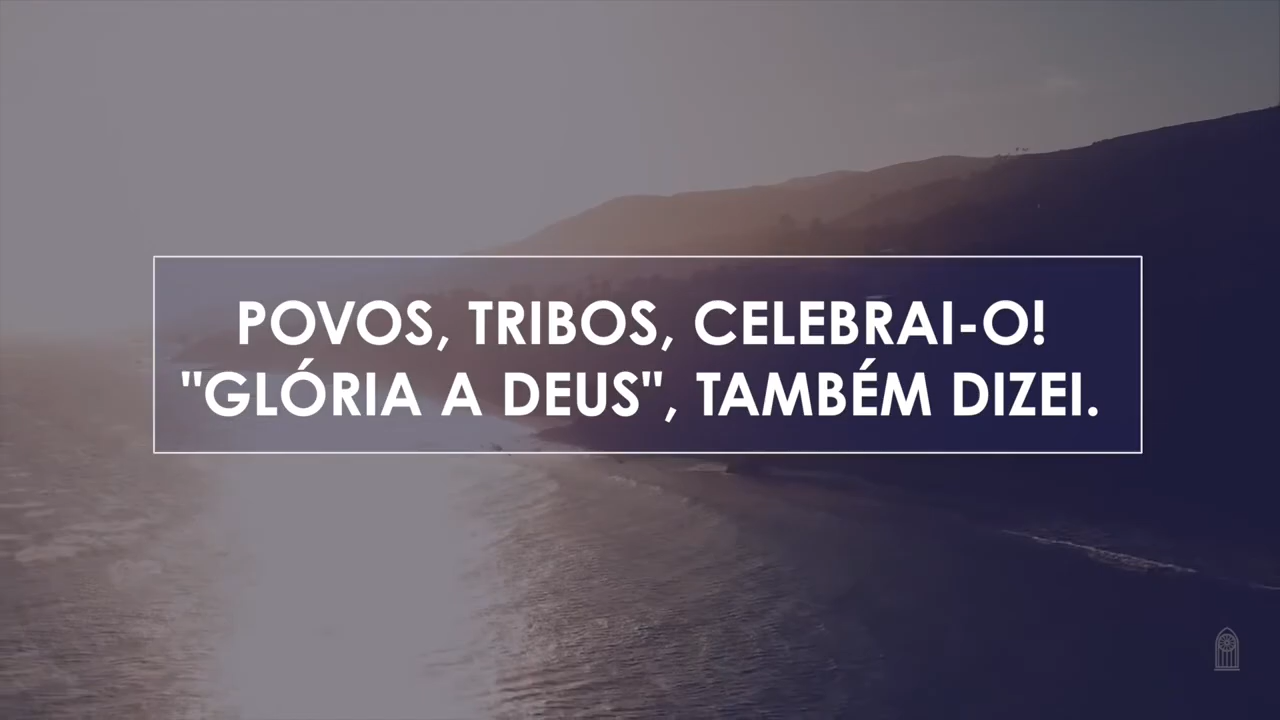 POVOS, TRIBOS, CELEBRAI-O!
"GLÓRIA A DEUS", TAMBÉM DIZEI.